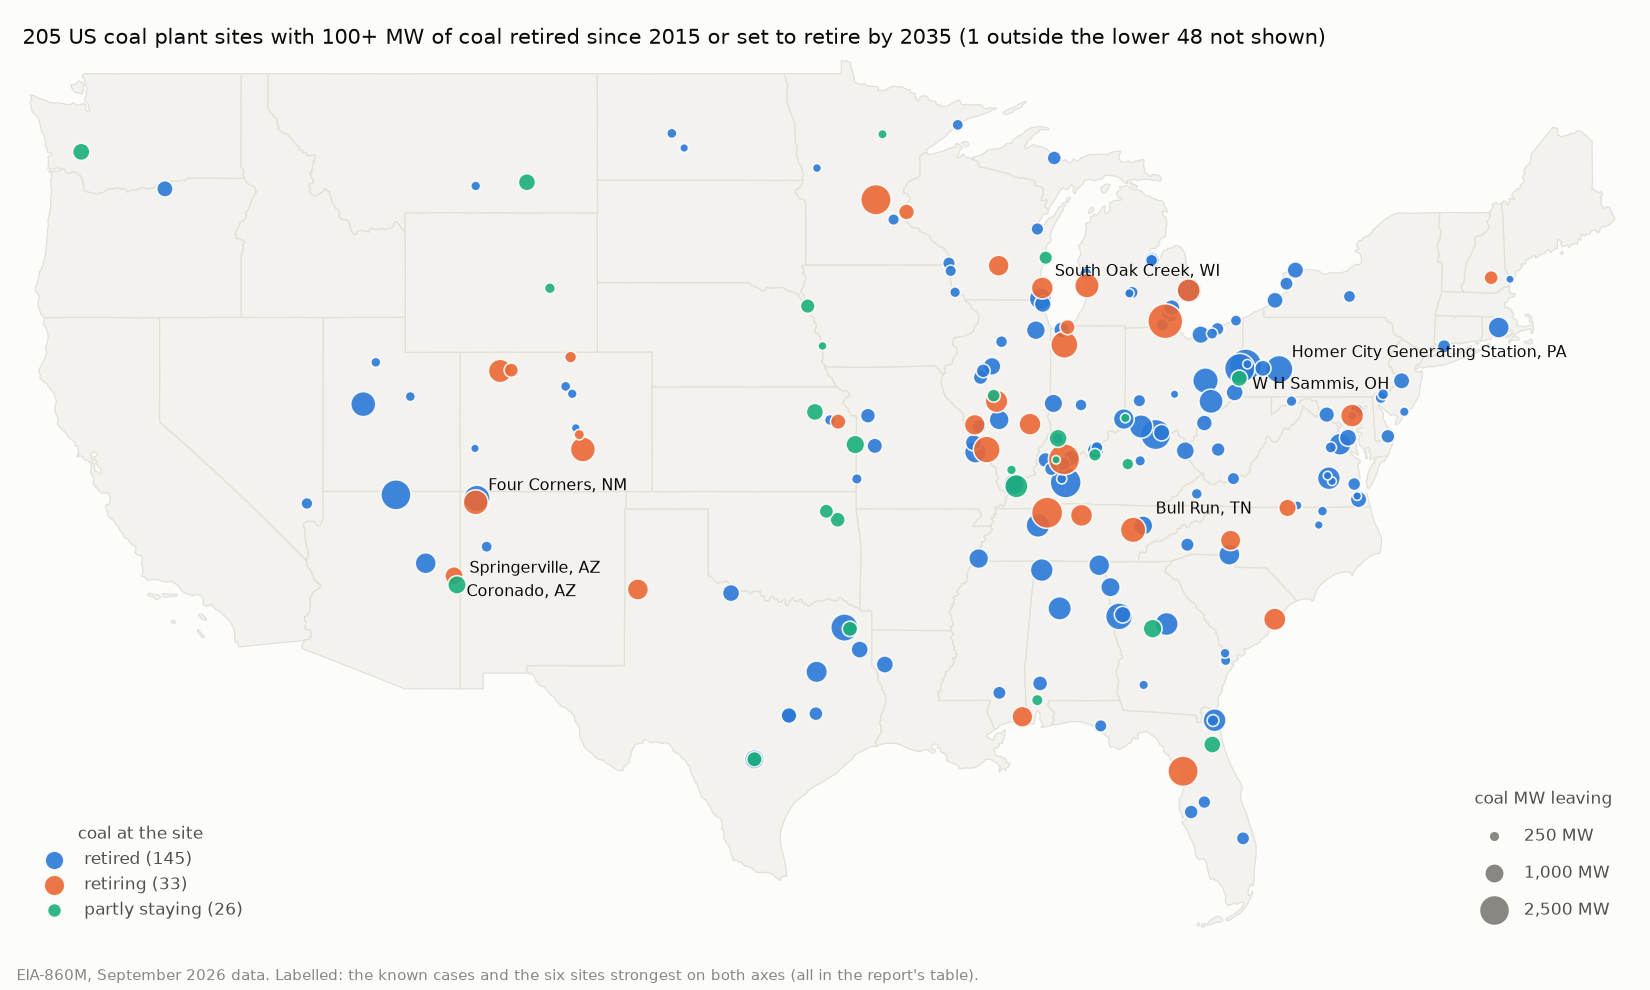 205 US coal plant sites with 100+ MW of coal retired since 2015 or set to retire by 2035 (1 outside the lower 48 not shown)
South Oak Creek, WI
Homer City Generating Station, PA
W H Sammis, OH
Four Corners, NM
Bull Run, TN
Springerville, AZ
Coronado, AZ
coal at the site
retired (145)
retiring (33)
partly staying (26)
coal MW leaving
250 MW
1,000 MW
2,500 MW
EIA-860M, September 2026 data. Labelled: the known cases and the six sites strongest on both axes (all in the report's table).